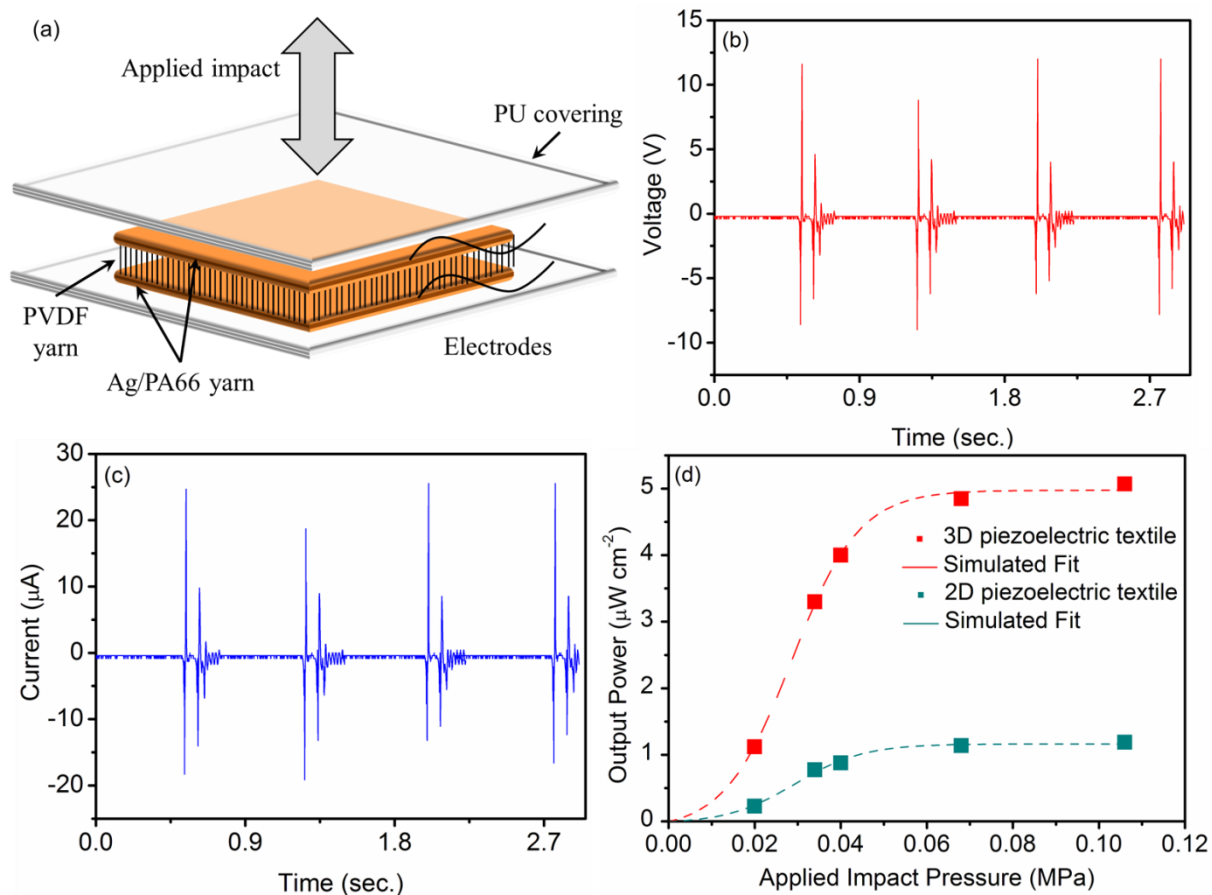 (a)
Applied impact
PU covering
PVDF
yarn
Ag/PA66 yarn
Electrodes
(b)
15
10
5
0
-5
-10
Voltage (V)
0.0 0.9 1.8 2.7
Time (sec.)
(c)
30
20
10
0
-10
-20
Current (μA)
0.0 0.9 1.8 2.7
Time (sec.)
(d)
5
4
3
2
1
0
Output Power (μW cm⁻²)
3D piezoelectric textile
Simulated Fit
2D piezoelectric textile
Simulated Fit
0.00 0.02 0.04 0.06 0.08 0.10 0.12
Applied Impact Pressure (MPa)